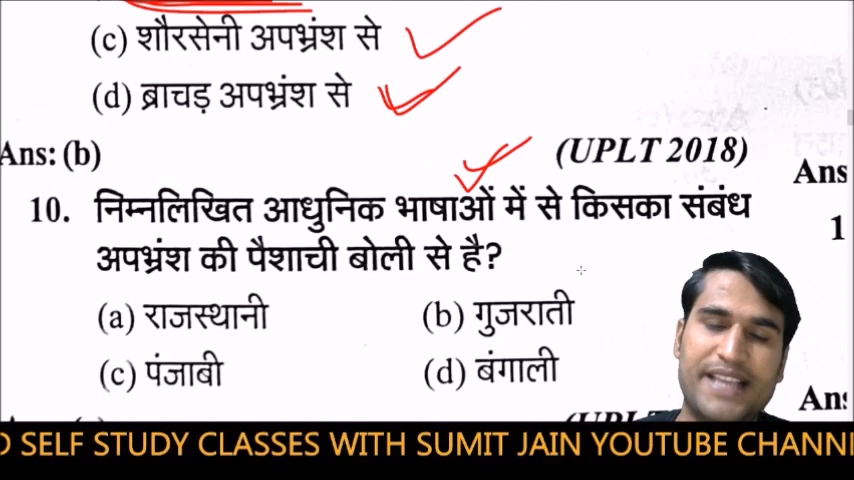 (c) शौरसेनी अपभ्रंश से
(d) ब्राचड़ अपभ्रंश से
Ans: (b)
(UPLT 2018)
10. निम्नलिखित आधुनिक भाषाओं में से किसका संबंध
अपभ्रंश की पैशाची बोली से है?
(a) राजस्थानी
(b) गुजराती
(c) पंजाबी
(d) बंगाली
Ans
1
Ans
D SELF STUDY CLASSES WITH SUMIT JAIN YOUTUBE CHANN